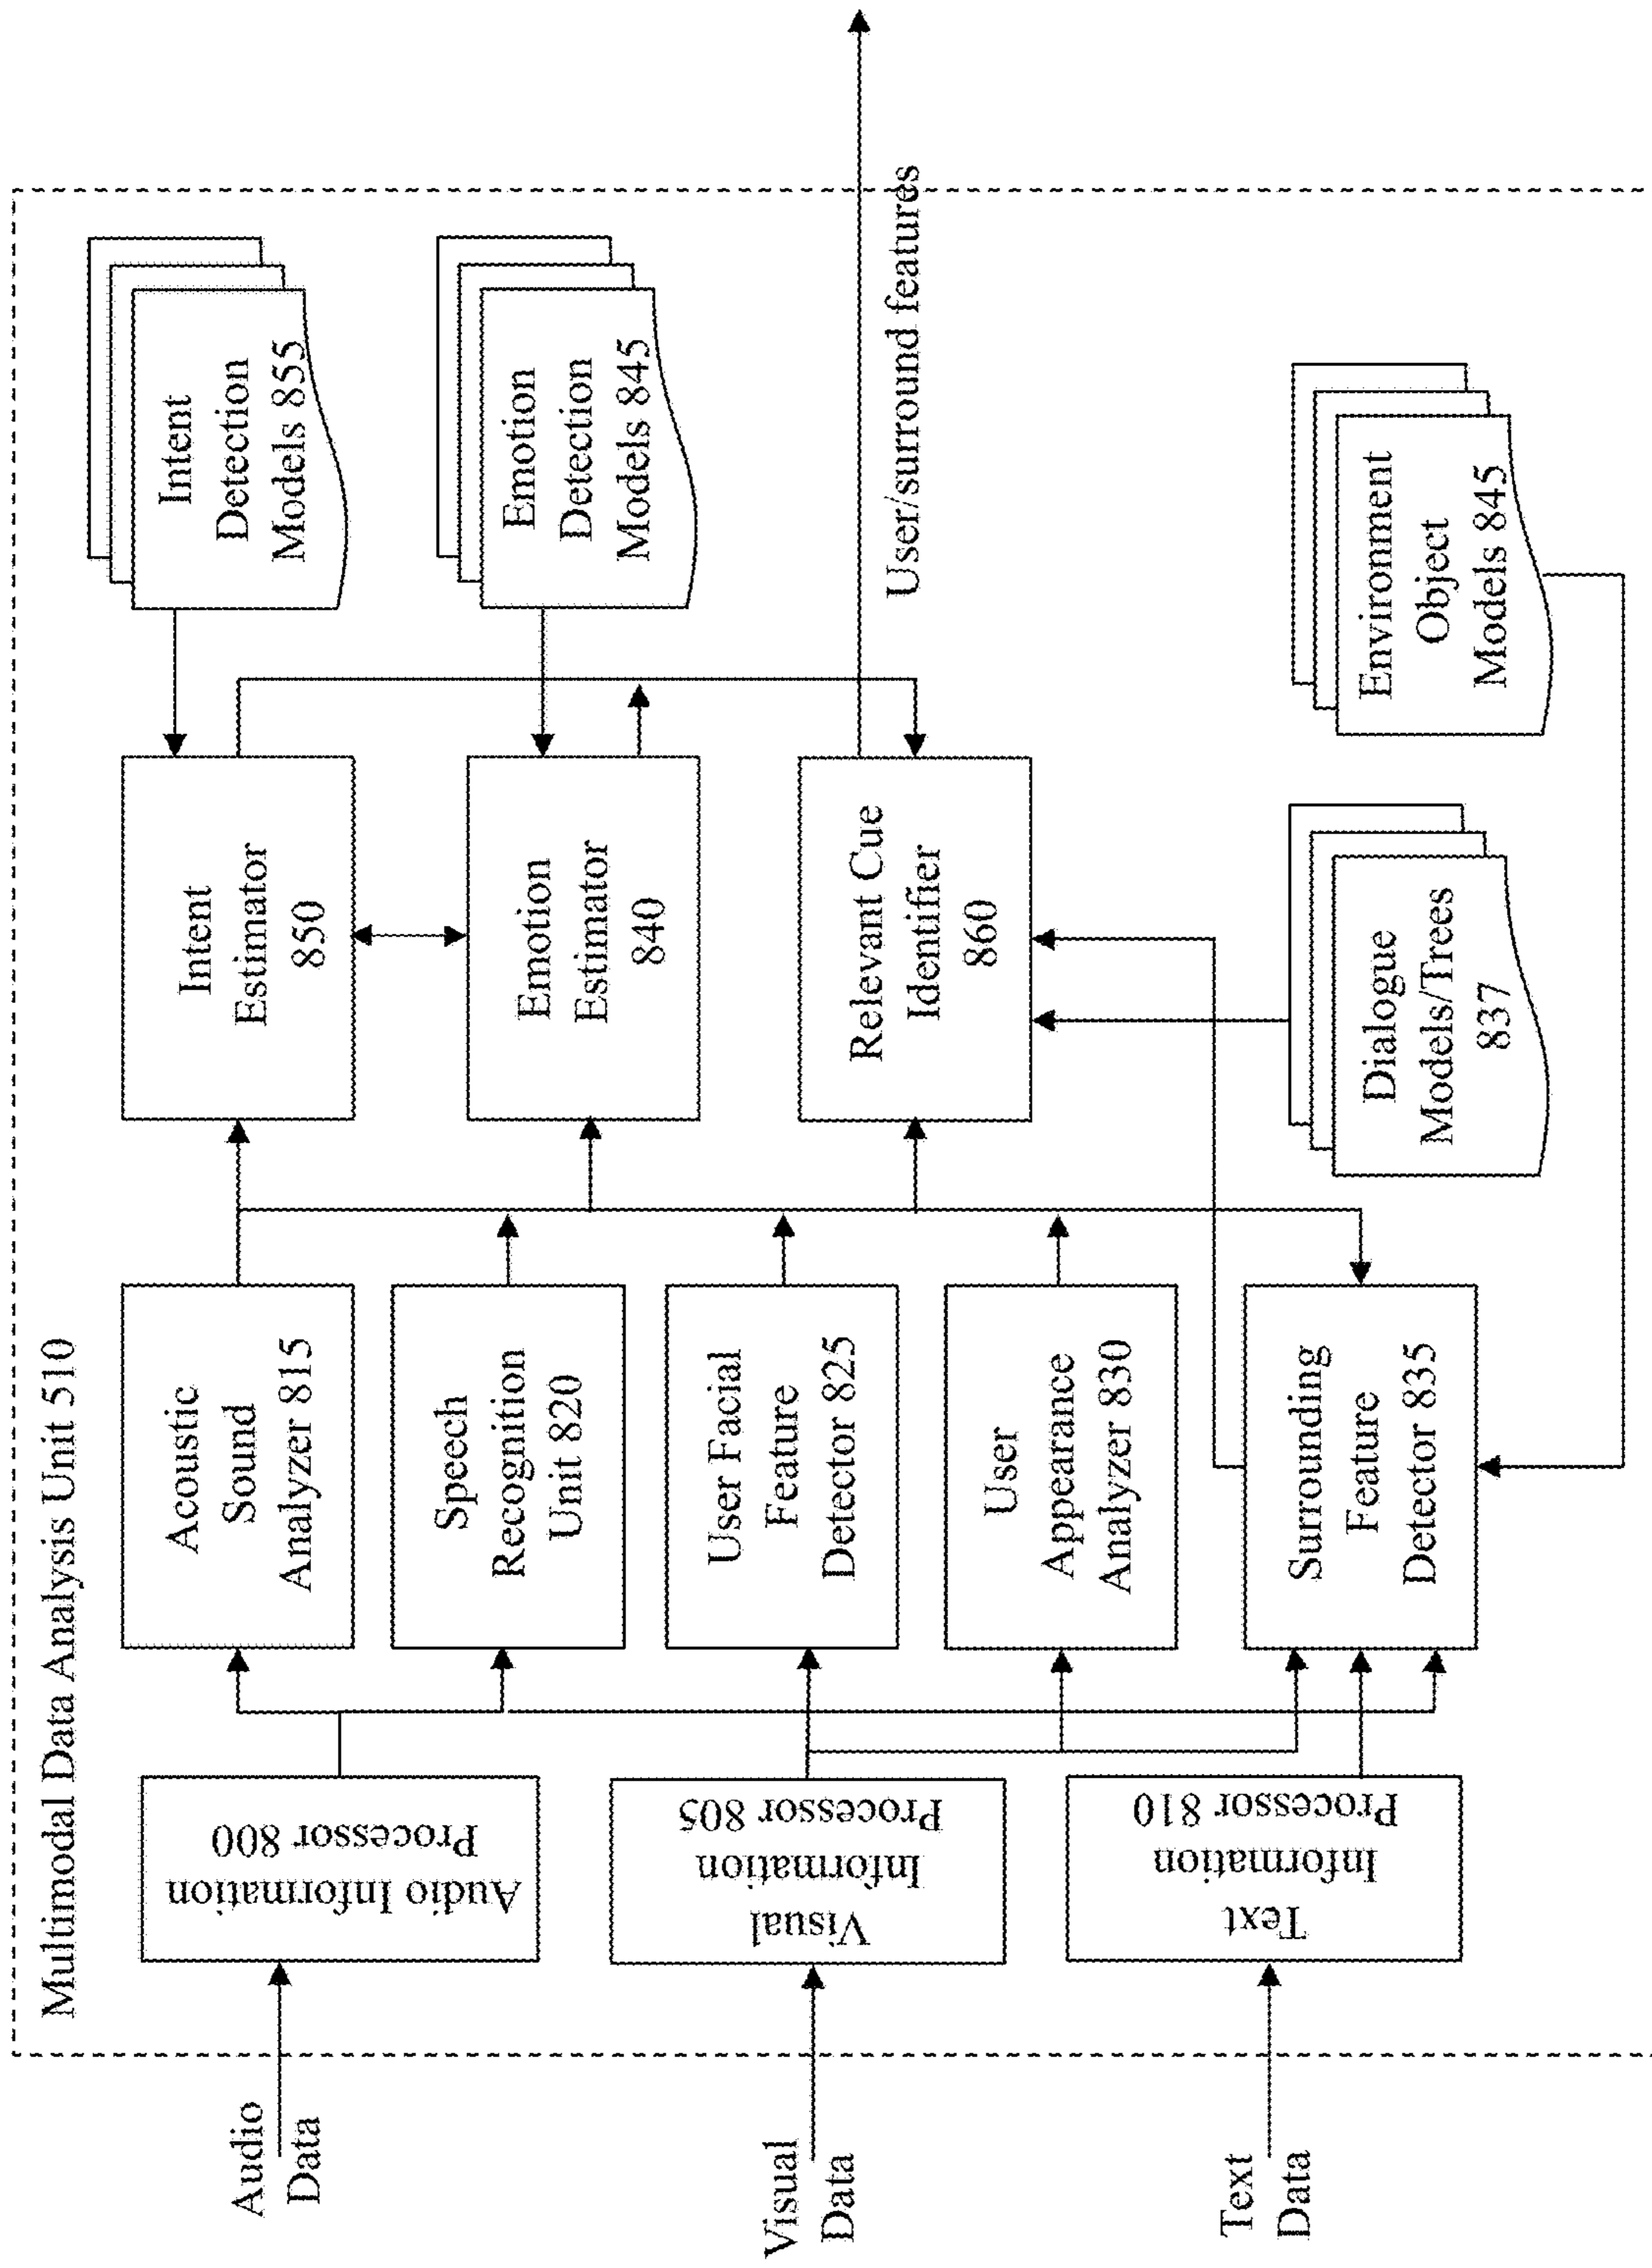 Multimodal Data Analysis Unit 510
Audio
Data
Visual
Data
Text
Data
Audio Information
Processor 800
Visual
Information
Processor 805
Text
Information
Processor 810
Acoustic
Sound
Analyzer 815
Speech
Recognition
Unit 820
User Facial
Feature
Detector 825
User
Appearance
Analyzer 830
Surrounding
Feature
Detector 835
Intent
Estimator
850
Emotion
Estimator
840
Relevant Cue
Identifier
860
Dialogue
Models/Trees
837
Intent
Detection
Models 855
Emotion
Detection
Models 845
User/surround features
Environment
Object
Models 845